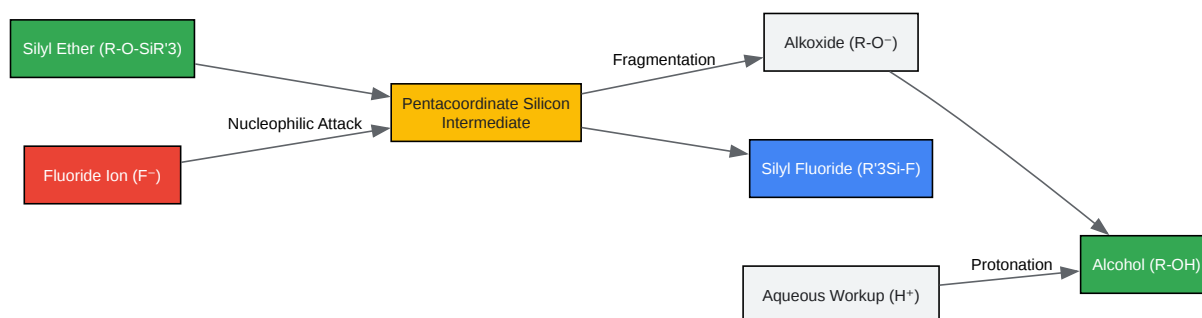 Silyl Ether (R-O-SiR'3)
Fluoride Ion (F⁻)
Nucleophilic Attack
Pentacoordinate Silicon
Intermediate
Fragmentation
Alkoxide (R-O⁻)
Silyl Fluoride (R'3Si-F)
Aqueous Workup (H⁺)
Protonation
Alcohol (R-OH)